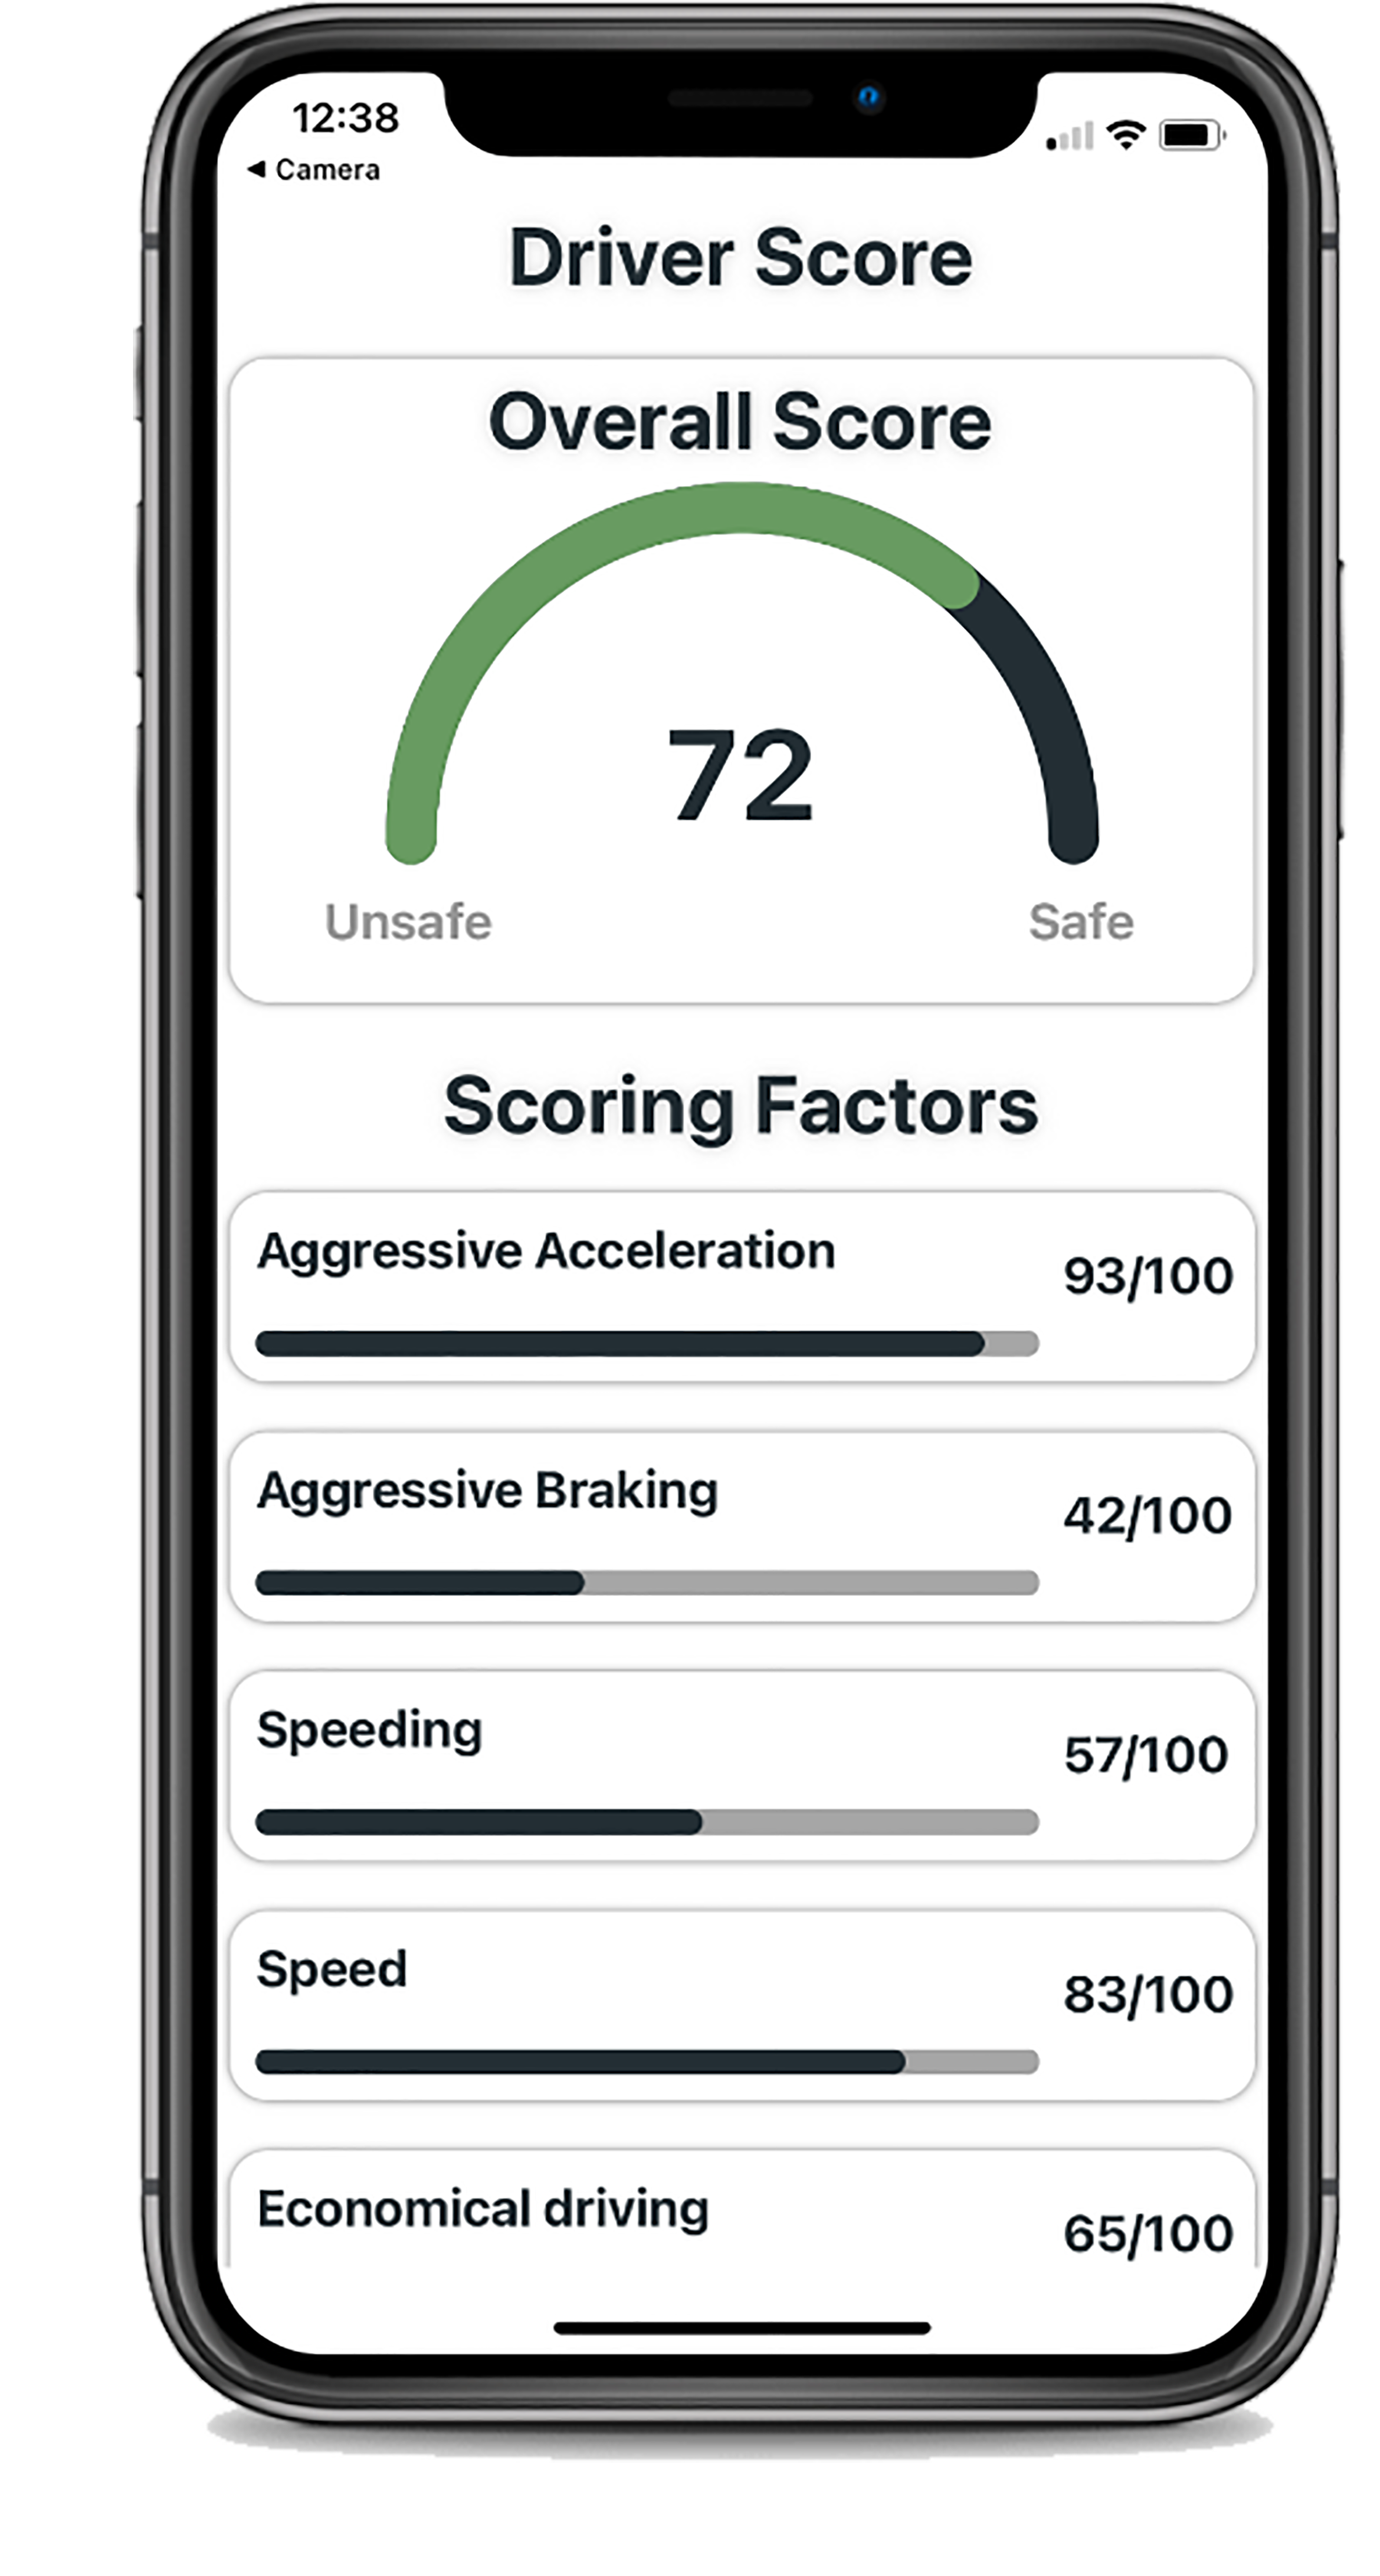 12:38
◀ Camera
Driver Score
Overall Score
72
Unsafe Safe
Scoring Factors
Aggressive Acceleration
93/100
Aggressive Braking
42/100
Speeding
57/100
Speed
83/100
Economical driving
65/100